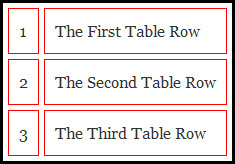 1 The First Table Row
2 The Second Table Row
3 The Third Table Row